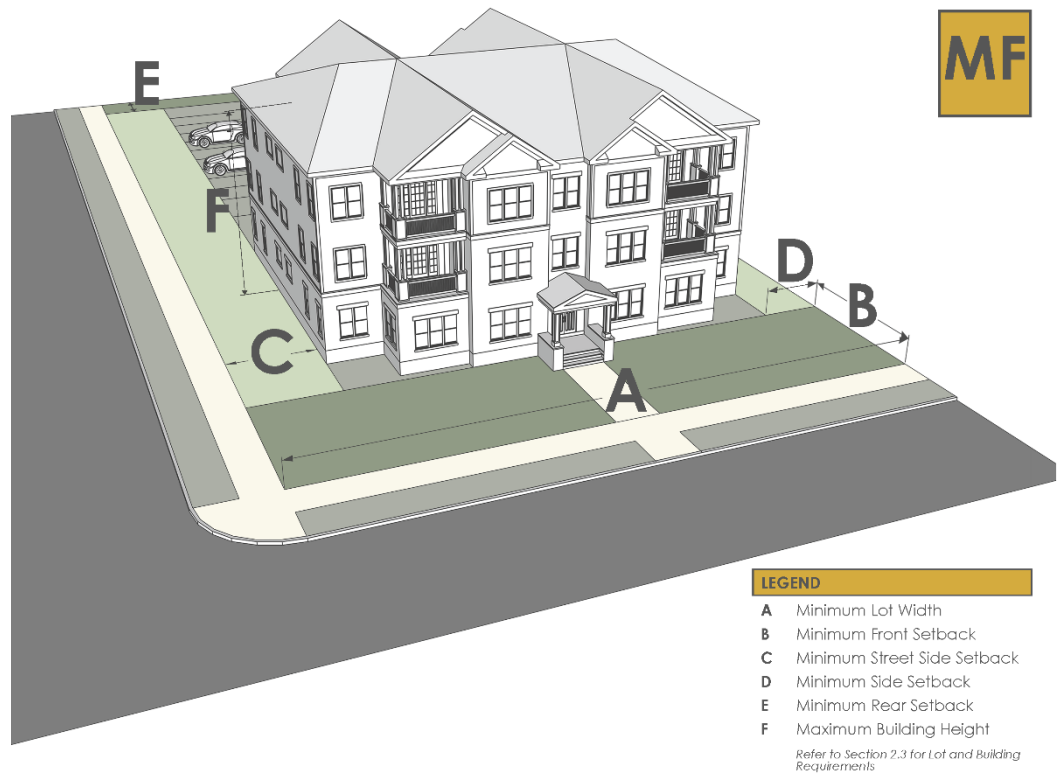 MF
E
F
D
B
C
A
LEGEND
A Minimum Lot Width
B Minimum Front Setback
C Minimum Street Side Setback
D Minimum Side Setback
E Minimum Rear Setback
F Maximum Building Height
Refer to Section 2.3 for Lot and Building
Requirements